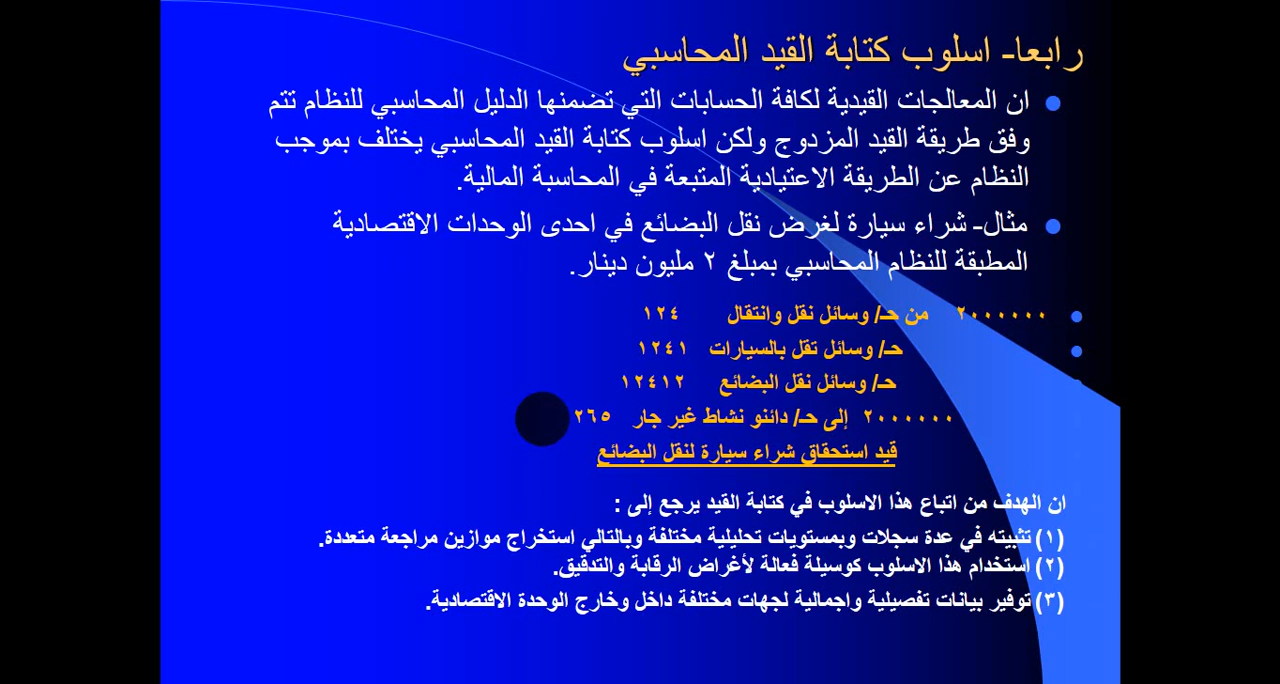 رابعا- اسلوب كتابة القيد المحاسبي
ان المعالجات القيدية لكافة الحسابات التي تضمنها الدليل المحاسبي للنظام تتم
وفق طريقة القيد المزدوج ولكن اسلوب كتابة القيد المحاسبي يختلف بموجب
النظام عن الطريقة الاعتيادية المتبعة في المحاسبة المالية.
مثال- شراء سيارة لغرض نقل البضائع في احدى الوحدات الاقتصادية
المطبقة للنظام المحاسبي بمبلغ ٢ مليون دينار.
٢٠٠٠٠٠٠ من حـ/ وسائل نقل وانتقال ١٢٤
حـ/ وسائل تقل بالسيارات ١٢٤١
حـ/ وسائل نقل البضائع ١٢٤١٢
٢٠٠٠٠٠٠ إلى حـ/ دائنو نشاط غير جار ٢٦٥
قيد استحقاق شراء سيارة لنقل البضائع
ان الهدف من اتباع هذا الاسلوب في كتابة القيد يرجع إلى :
(١) تثبيته في عدة سجلات وبمستويات تحليلية مختلفة وبالتالي استخراج موازين مراجعة متعددة.
(٢) استخدام هذا الاسلوب كوسيلة فعالة لأغراض الرقابة والتدقيق.
(٣) توفير بيانات تفصيلية واجمالية لجهات مختلفة داخل وخارج الوحدة الاقتصادية.